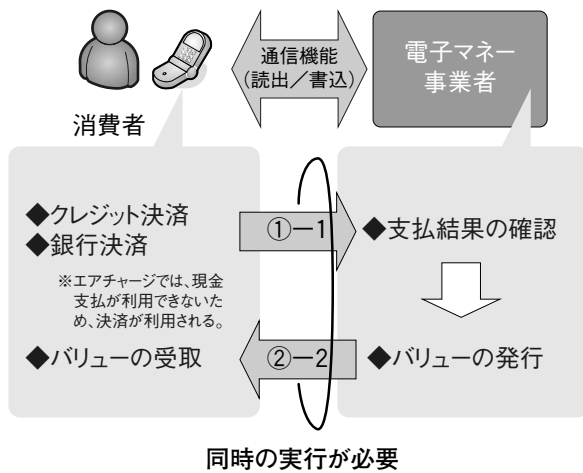 通信機能
(読出／書込)
電子マネー
事業者
消費者
◆クレジット決済
◆銀行決済
※エアチャージでは、現金
支払が利用できないた
め、決済が利用される。
①−1
◆支払結果の確認
◆バリューの受取
②−2
◆バリューの発行
同時の実行が必要